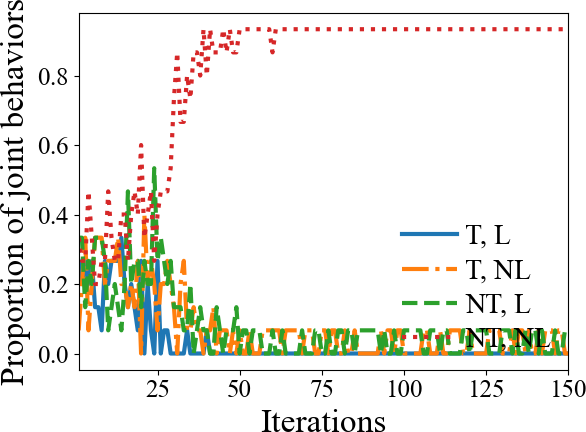 Proportion of joint behaviors
0.8
0.6
0.4
0.2
0.0
T, L
T, NL
NT, L
NT, NL
25 50 75 100 125 150
Iterations